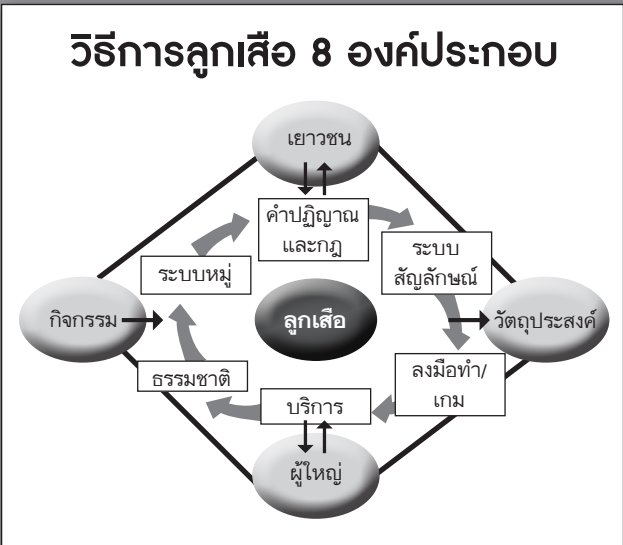 วิธีการลูกเสือ 8 องค์ประกอบ
เยาวชน
คำปฏิญาณ
และกฎ
ระบบ
สัญลักษณ์
ระบบหมู่
กิจกรรม
ลูกเสือ
วัตถุประสงค์
ธรรมชาติ
ลงมือทำ/
เกม
บริการ
ผู้ใหญ่